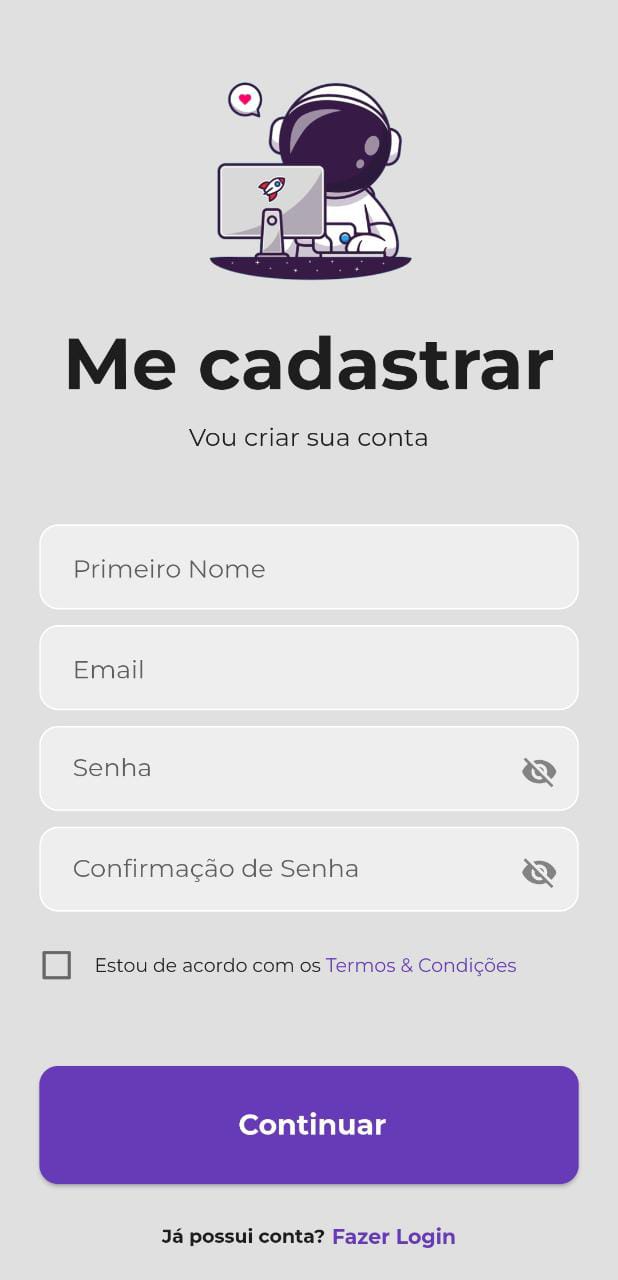 Me cadastrar
Vou criar sua conta
Primeiro Nome
Email
Senha
Confirmação de Senha
Estou de acordo com os Termos & Condições
Continuar
Já possui conta? Fazer Login